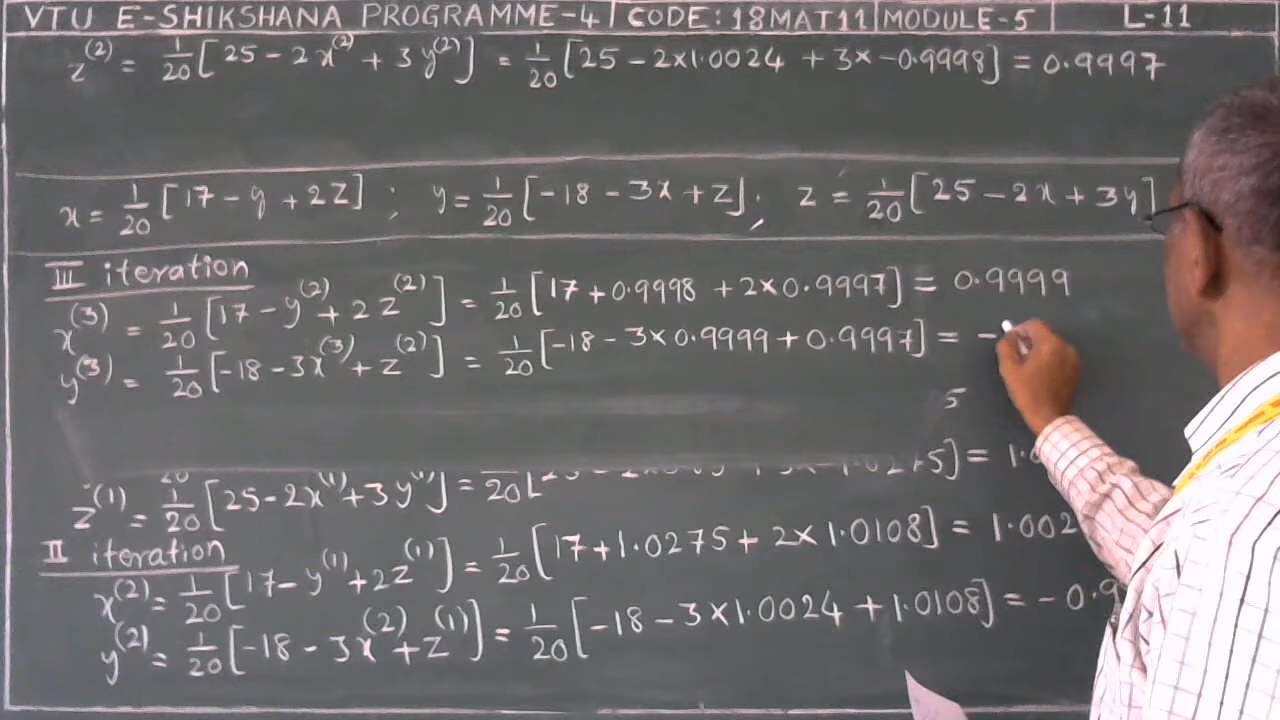 VTU E-SHIKSHANA PROGRAMME-4 | CODE: 18MAT11 | MODULE-5 | L-11
z⁽²⁾ = 1/20 [25 - 2x⁽²⁾ + 3y⁽²⁾] = 1/20 [25 - 2×1.0024 + 3× -0.9998] = 0.9997
x = 1/20 [17 - y + 2z] ; y = 1/20 [-18 - 3x + z] ; z = 1/20 [25 - 2x + 3y]
III iteration
x⁽³⁾ = 1/20 [17 - y⁽²⁾ + 2z⁽²⁾] = 1/20 [17 + 0.9998 + 2×0.9997] = 0.9999
y⁽³⁾ = 1/20 [-18 - 3x⁽³⁾ + z⁽²⁾] = 1/20 [-18 - 3×0.9999 + 0.9997] = -
5
z⁽¹⁾ = 1/20 [25 - 2x⁽¹⁾ + 3y⁽¹⁾] = 20 5] = 1.0
II iteration
x⁽²⁾ = 1/20 [17 - y⁽¹⁾ + 2z⁽¹⁾] = 1/20 [17 + 1.0275 + 2×1.0108] = 1.002
y⁽²⁾ = 1/20 [-18 - 3x⁽²⁾ + z⁽¹⁾] = 1/20 [-18 - 3×1.0024 + 1.0108] = -0.9